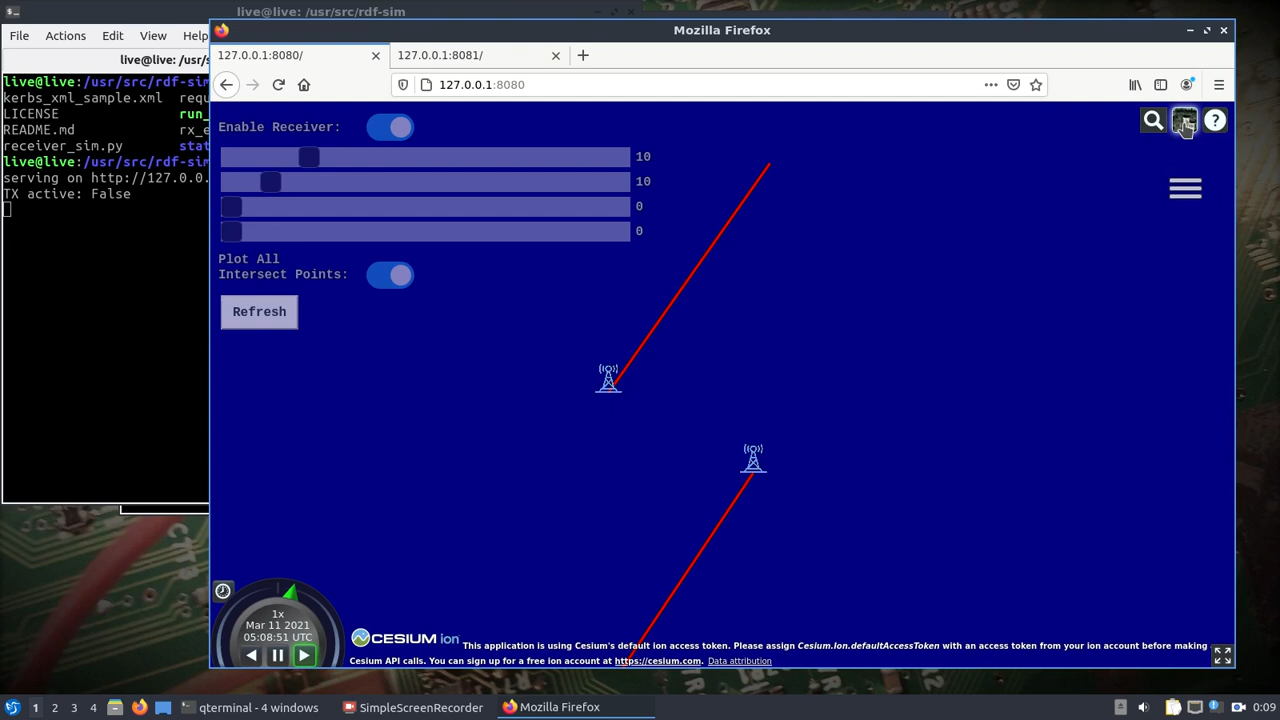 live@live: /usr/src/rdf-sim
File Actions Edit View Help
live@live: /usr/s
live@live:/usr/src/rdf-sim
kerbs_xml_sample.xml requ
LICENSE run_
README.md rx_e
receiver_sim.py stat
live@live:/usr/src/rdf-sim
serving on http://127.0.0.
TX active: False
Mozilla Firefox
127.0.0.1:8080/
127.0.0.1:8081/
127.0.0.1:8080
Enable Receiver:
10
10
0
0
Plot All
Intersect Points:
Refresh
?
1x
Mar 11 2021
05:08:51 UTC
CESIUM ion
This application is using Cesium's default ion access token. Please assign Cesium.Ion.defaultAccessToken with an access token from your ion account before making
Cesium API calls. You can sign up for a free ion account at https://cesium.com. Data attribution
1 2 3 4 qterminal - 4 windows SimpleScreenRecorder Mozilla Firefox 0:09